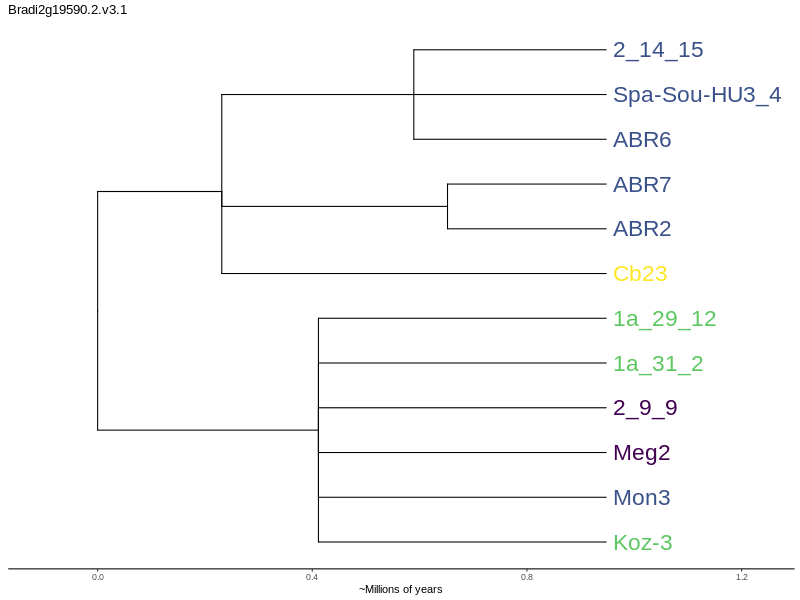 Bradi2g19590.2.v3.1
2_14_15
Spa-Sou-HU3_4
ABR6
ABR7
ABR2
Cb23
1a_29_12
1a_31_2
2_9_9
Meg2
Mon3
Koz-3
0.0 0.4 0.8 1.2
~Millions of years